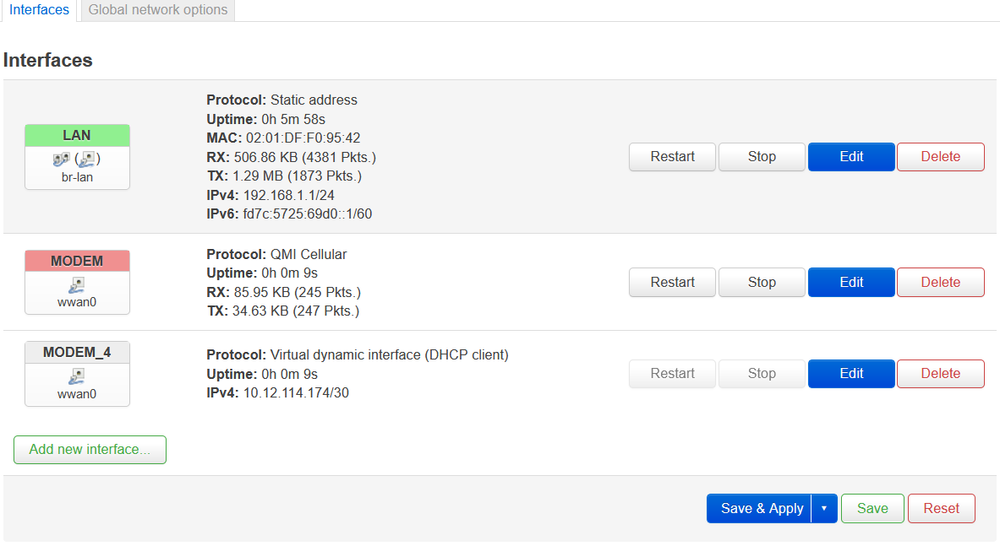 Interfaces Global network options
Interfaces
LAN
( )
br-lan
Protocol: Static address
Uptime: 0h 5m 58s
MAC: 02:01:DF:F0:95:42
RX: 506.86 KB (4381 Pkts.)
TX: 1.29 MB (1873 Pkts.)
IPv4: 192.168.1.1/24
IPv6: fd7c:5725:69d0::1/60
Restart Stop Edit Delete
MODEM
wwan0
Protocol: QMI Cellular
Uptime: 0h 0m 9s
RX: 85.95 KB (245 Pkts.)
TX: 34.63 KB (247 Pkts.)
Restart Stop Edit Delete
MODEM_4
wwan0
Protocol: Virtual dynamic interface (DHCP client)
Uptime: 0h 0m 9s
IPv4: 10.12.114.174/30
Restart Stop Edit Delete
Add new interface...
Save & Apply Save Reset